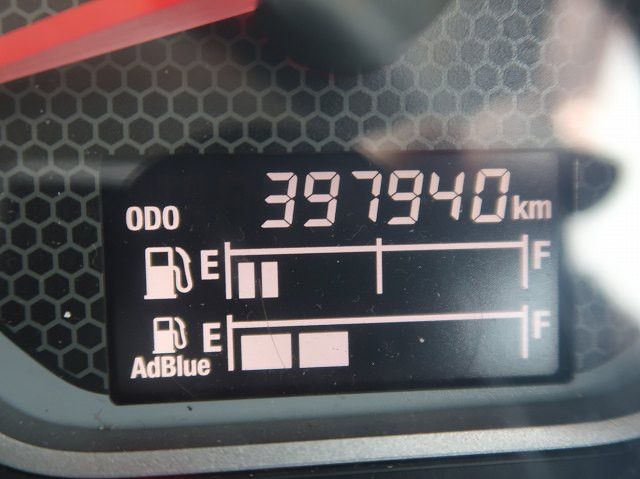 ODO 397940km
E F
E F
AdBlue